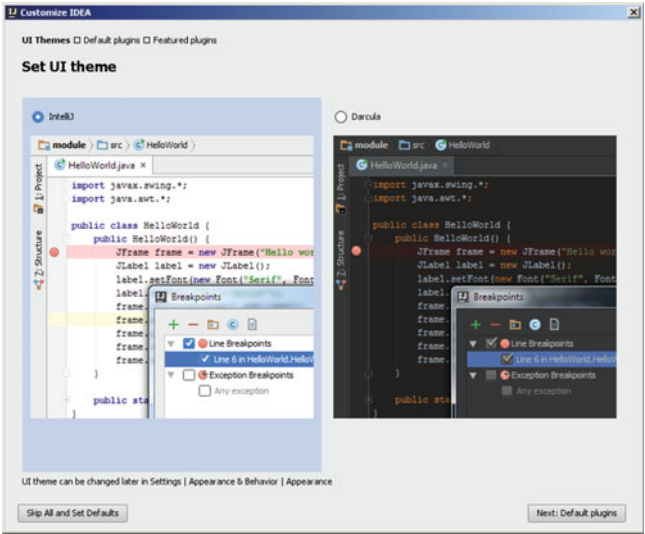 Customize IDEA
UI Themes Default plugins Featured plugins
Set UI theme
IntelliJ
module src HelloWorld
HelloWorld.java
1: Project
Z: Structure
import javax.swing.*;
import java.awt.*;
public class HelloWorld {
public HelloWorld() {
JFrame frame = new JFrame("Hello wor
JLabel label = new JLabel();
label.setFont(new Font("Serif", Font
label.
frame.
frame.
frame.
frame.
frame.
}
public sta
}
Breakpoints
Line Breakpoints
Line 6 in HelloWorld.HelloW
Exception Breakpoints
Any exception
Darcula
module src HelloWorld
HelloWorld.java
1: Project
Z: Structure
import javax.swing.*;
import java.awt.*;
public class HelloWorld {
public HelloWorld() {
JFrame frame = new JFrame("Hello wor
JLabel label = new JLabel();
label.setFont(new Font("Serif", Font
label.
frame.
frame.
frame.
frame.
frame.
}
public sta
}
Breakpoints
Line Breakpoints
Line 6 in HelloWorld.HelloW
Exception Breakpoints
Any exception
UI theme can be changed later in Settings | Appearance & Behavior | Appearance
Skip All and Set Defaults
Next: Default plugins